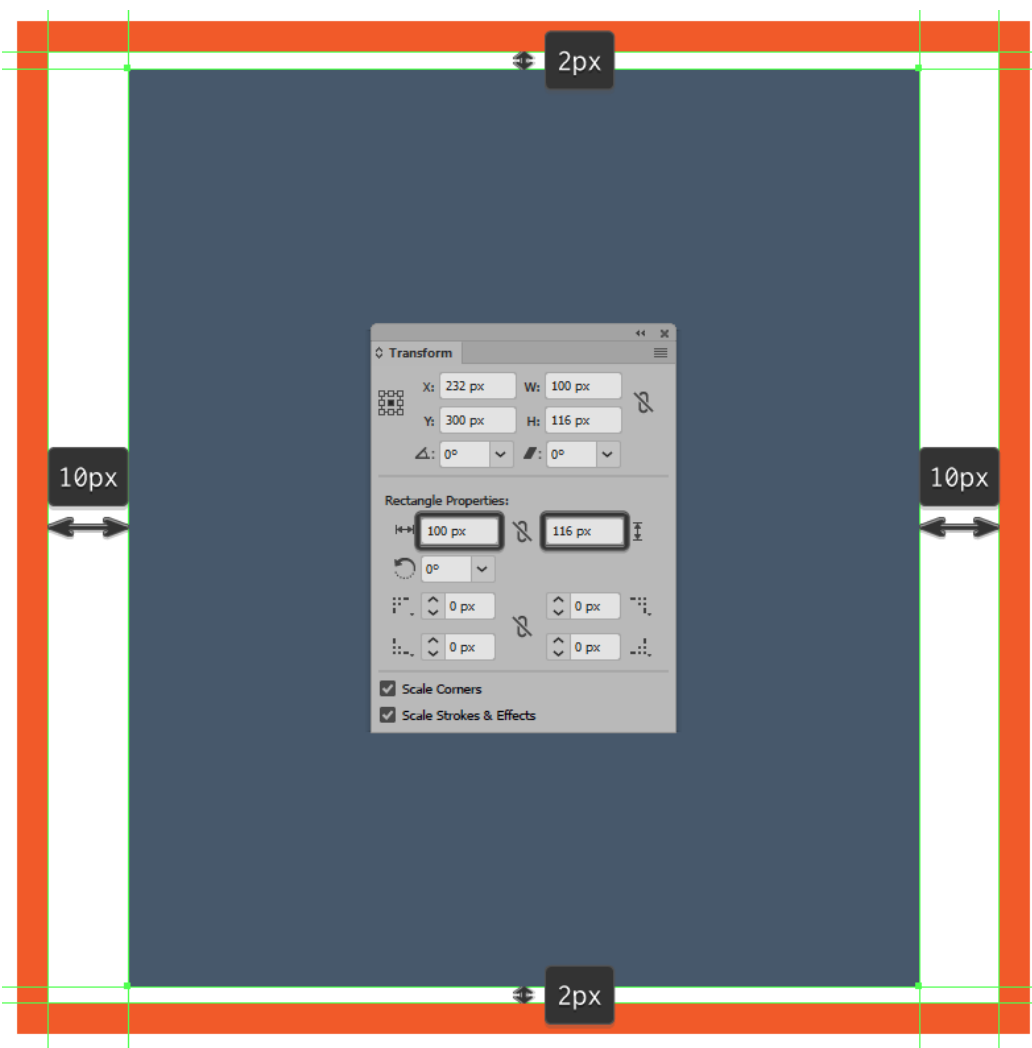 2px
Transform
X: 232 px W: 100 px
Y: 300 px H: 116 px
0° 0°
10px 10px
Rectangle Properties:
100 px 116 px
0°
0 px 0 px
0 px 0 px
Scale Corners
Scale Strokes & Effects
2px